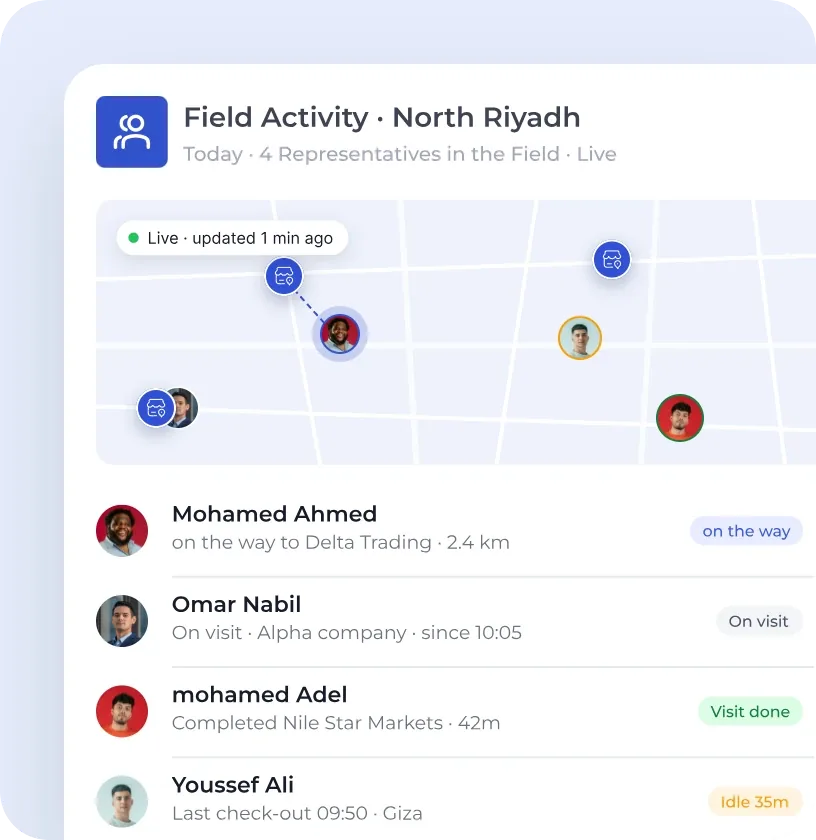 Field Activity · North Riyadh
Today · 4 Representatives in the Field · Live
Live · updated 1 min ago
Mohamed Ahmed
on the way to Delta Trading · 2.4 km
on the way
Omar Nabil
On visit · Alpha company · since 10:05
On visit
mohamed Adel
Completed Nile Star Markets · 42m
Visit done
Youssef Ali
Last check-out 09:50 · Giza
Idle 35m